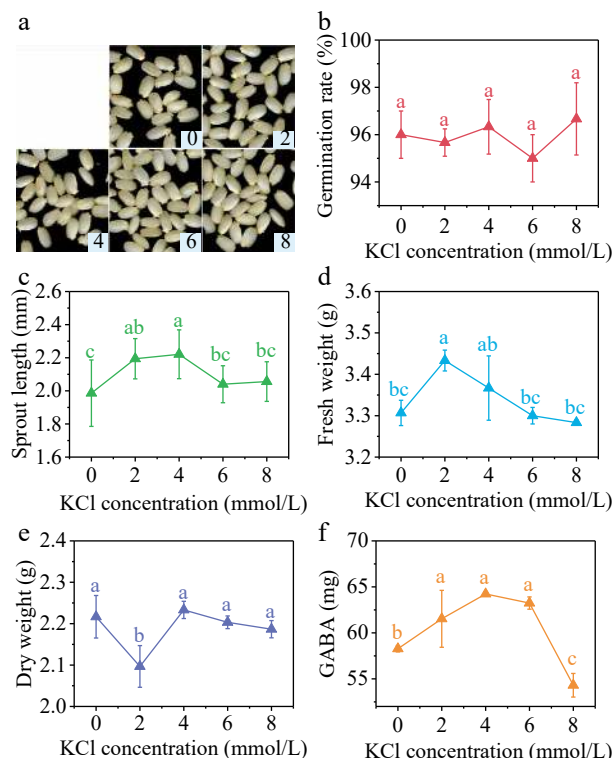 a
0
2
4
6
8
b
Germination rate (%)
100
98
96
94
a a a a a
0 2 4 6 8
KCl concentration (mmol/L)
c
Sprout length (mm)
2.6
2.4
2.2
2.0
1.8
1.6
c ab a bc bc
0 2 4 6 8
KCl concentration (mmol/L)
d
Fresh weight (g)
3.6
3.5
3.4
3.3
3.2
bc a ab bc bc
0 2 4 6 8
KCl concentration (mmol/L)
e
Dry weight (g)
2.3
2.2
2.1
2.0
a b a a a
0 2 4 6 8
KCl concentration (mmol/L)
f
GABA (mg)
70
65
60
55
b a a a c
0 2 4 6 8
KCl concentration (mmol/L)